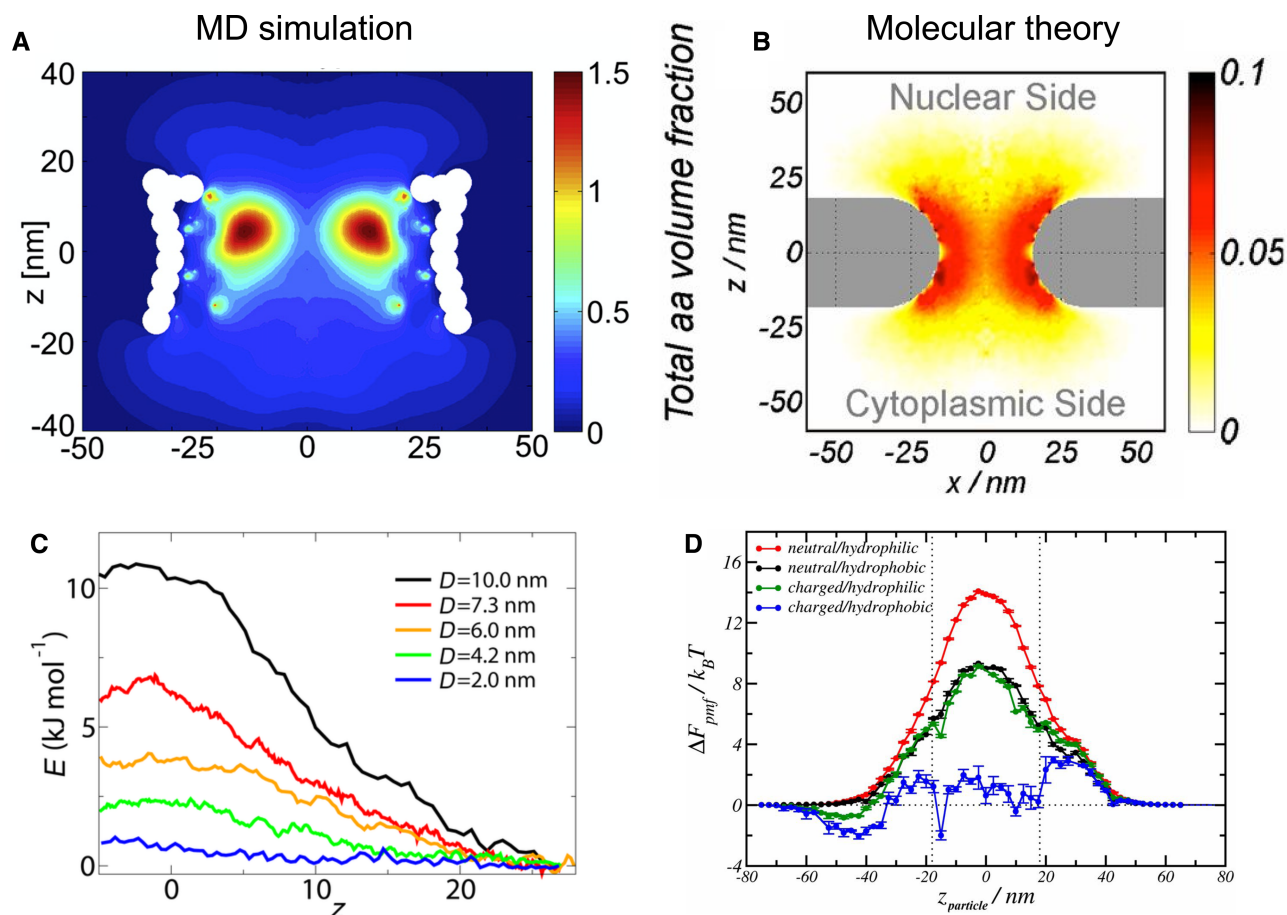 MD simulation
A
z [nm]
40
20
0
-20
-40
-50
-25
0
25
50
1.5
1
0.5
0
Molecular theory
B
Total aa volume fraction
z / nm
50
25
0
-25
-50
Nuclear Side
Cytoplasmic Side
-50
-25
0
25
50
x / nm
0.1
0.05
0
C
E (kJ mol⁻¹)
10
5
0
D=10.0 nm
D=7.3 nm
D=6.0 nm
D=4.2 nm
D=2.0 nm
0
10
20
D
ΔF_pmf / k_BT
16
12
8
4
0
-4
neutral/hydrophilic
neutral/hydrophobic
charged/hydrophilic
charged/hydrophobic
-80
-60
-40
-20
0
20
40
60
80
z_particle / nm